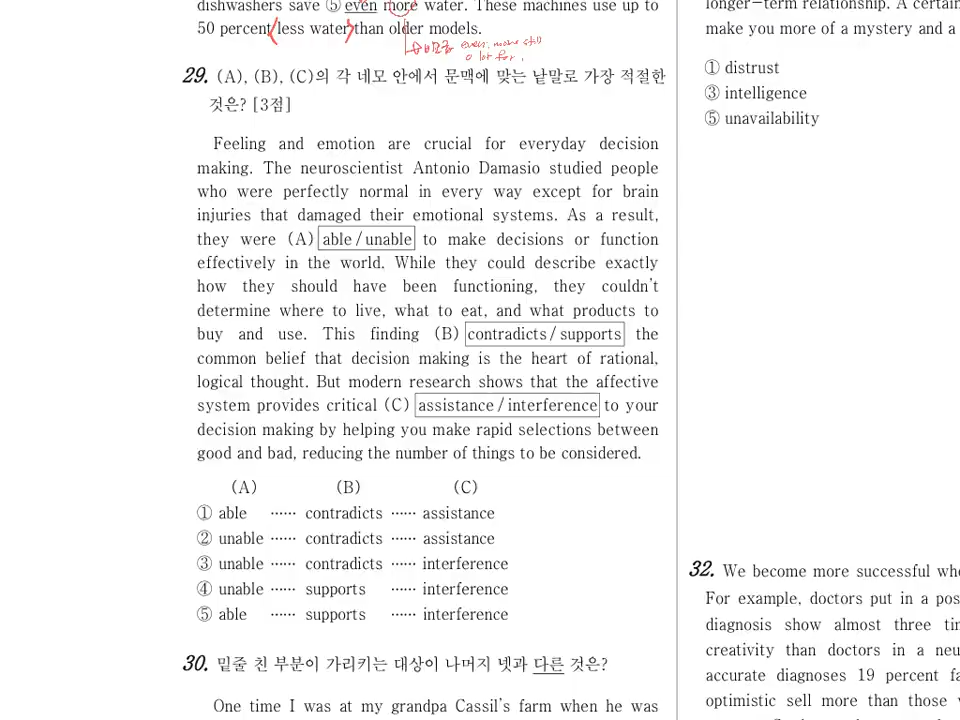 dishwashers save ⑤ even more water. These machines use up to
50 percent less water than older models.
even, more still
a lot far,
29. (A), (B), (C)의 각 네모 안에서 문맥에 맞는 낱말로 가장 적절한
것은? [3점]
Feeling and emotion are crucial for everyday decision
making. The neuroscientist Antonio Damasio studied people
who were perfectly normal in every way except for brain
injuries that damaged their emotional systems. As a result,
they were (A) able / unable to make decisions or function
effectively in the world. While they could describe exactly
how they should have been functioning, they couldn't
determine where to live, what to eat, and what products to
buy and use. This finding (B) contradicts / supports the
common belief that decision making is the heart of rational,
logical thought. But modern research shows that the affective
system provides critical (C) assistance / interference to your
decision making by helping you make rapid selections between
good and bad, reducing the number of things to be considered.
(A) (B) (C)
① able …… contradicts …… assistance
② unable …… contradicts …… assistance
③ unable …… contradicts …… interference
④ unable …… supports …… interference
⑤ able …… supports …… interference
30. 밑줄 친 부분이 가리키는 대상이 나머지 넷과 다른 것은?
One time I was at my grandpa Cassil's farm when he was
longer-term relationship. A certain
make you more of a mystery and a
① distrust
③ intelligence
⑤ unavailability
32. We become more successful
For example, doctors put in a
diagnosis show almost three
creativity than doctors in a
accurate diagnoses 19 percent
optimistic sell more than those